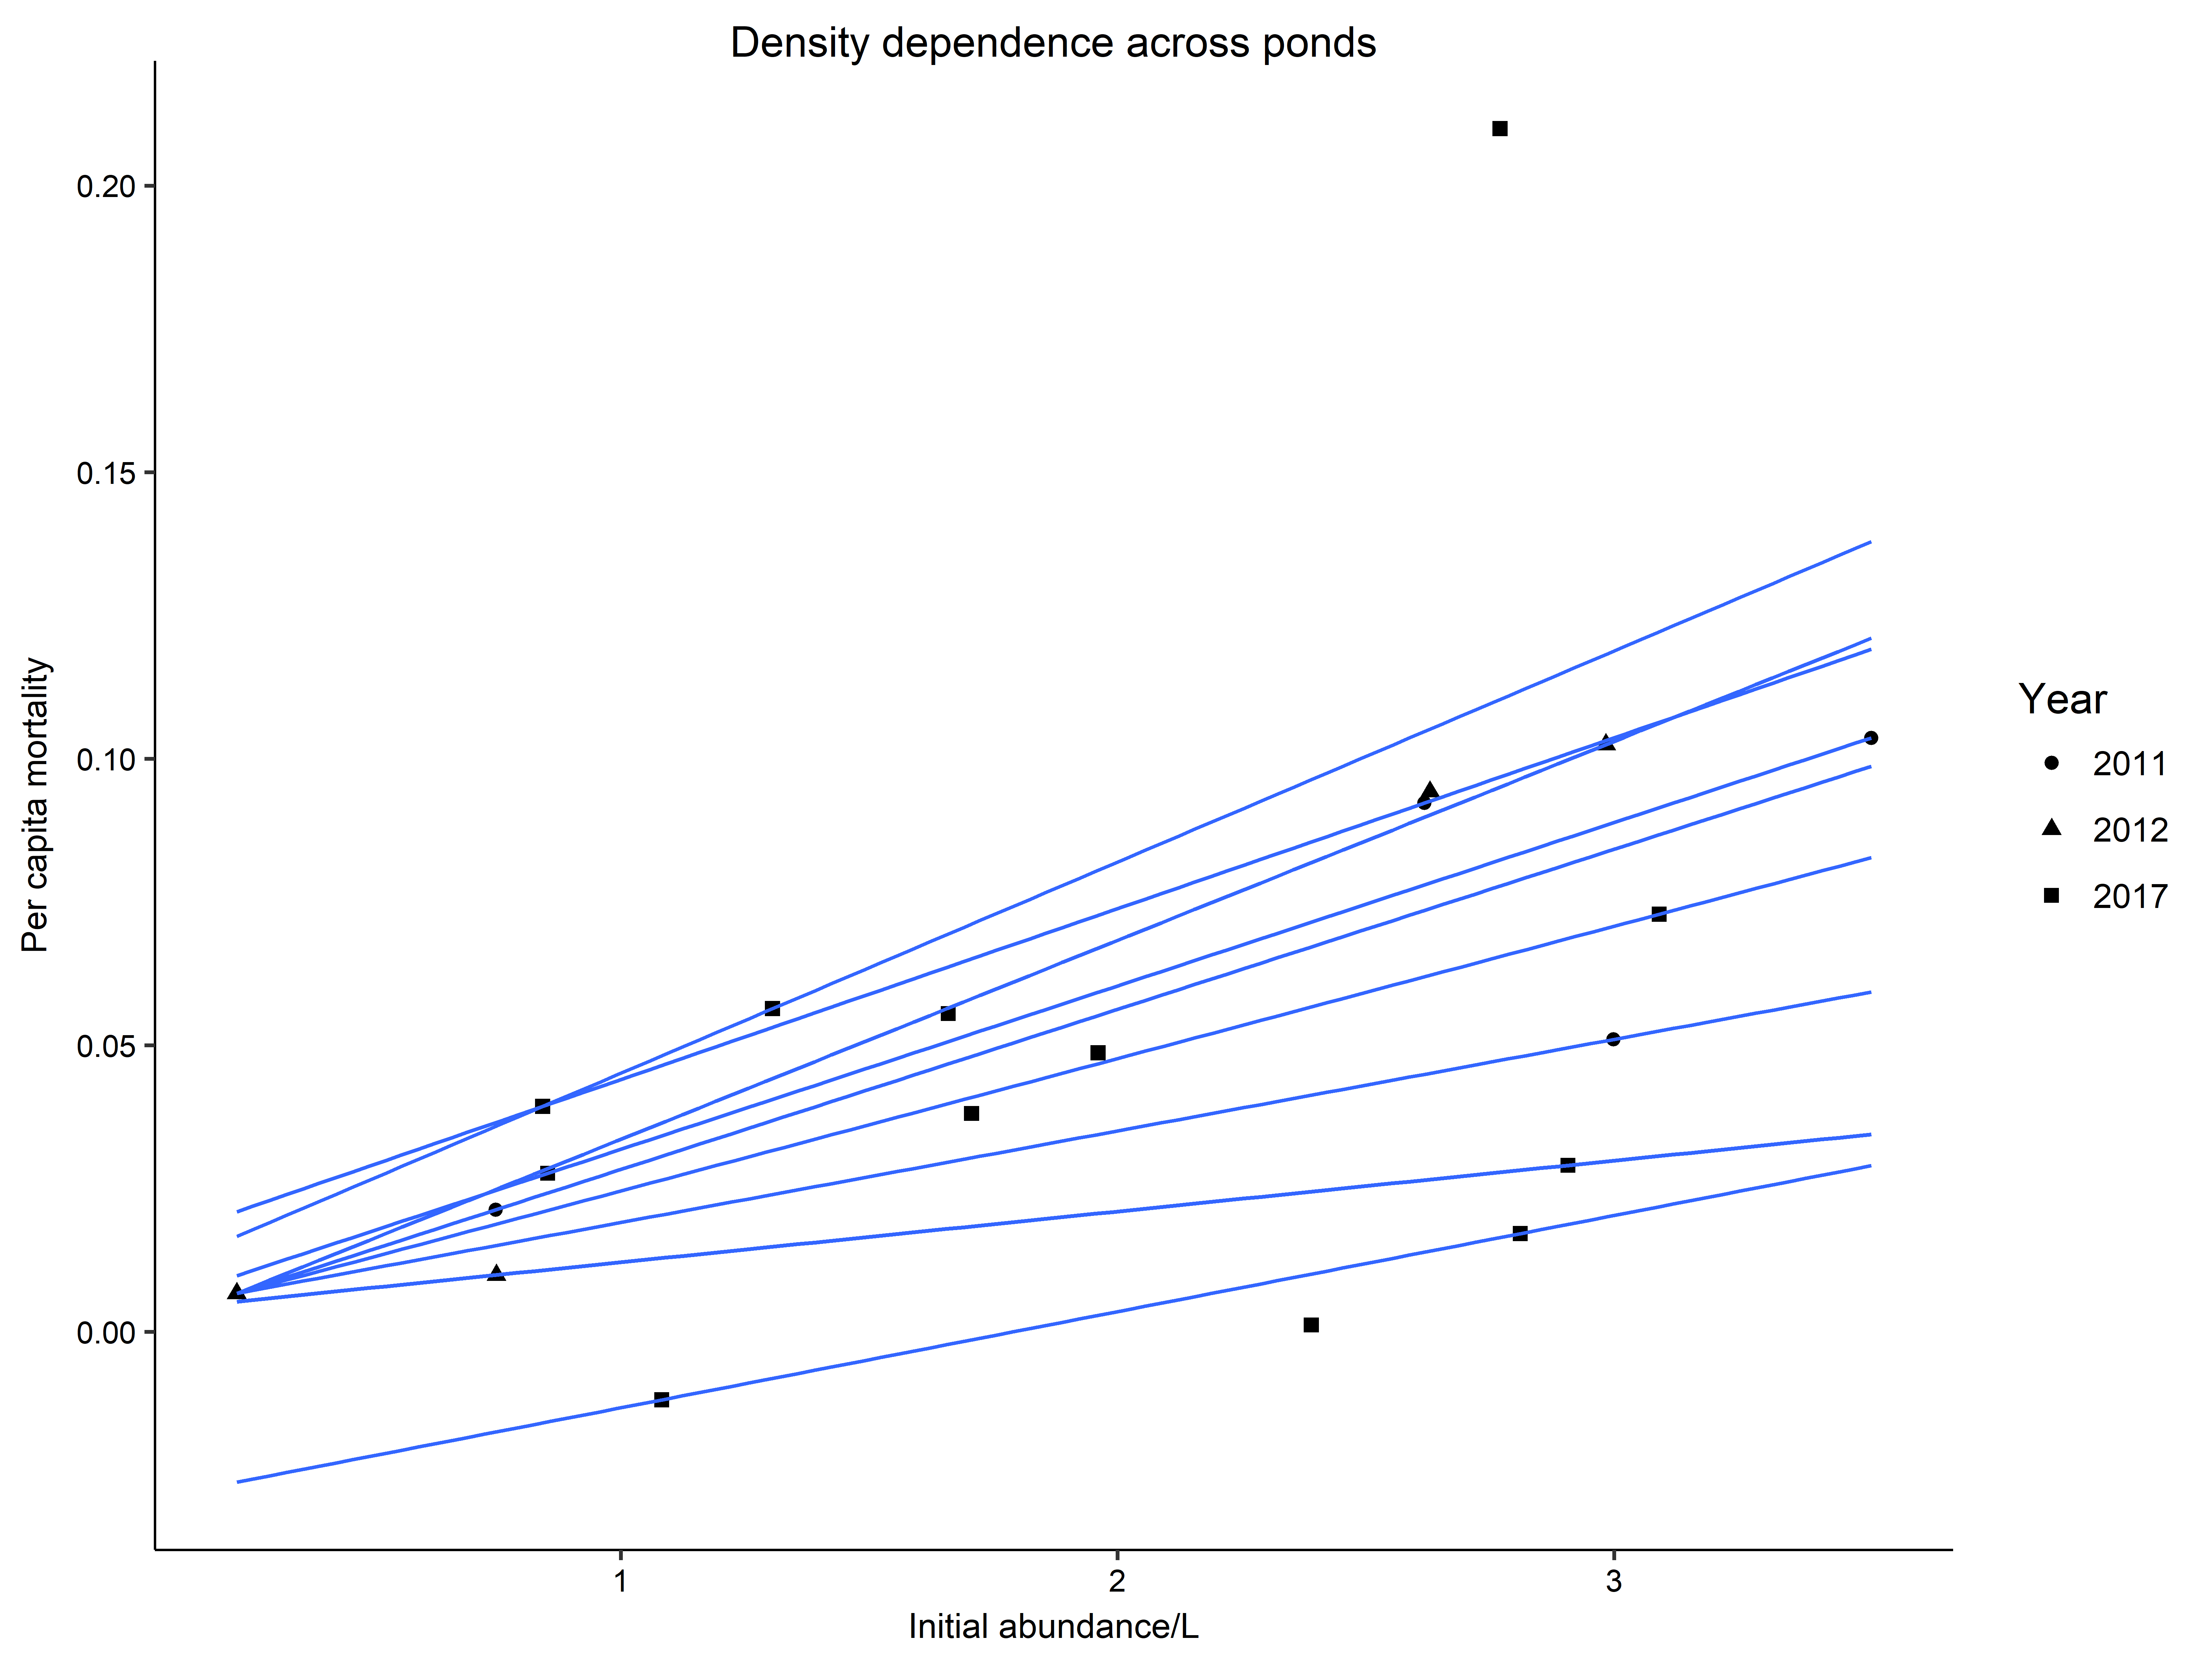 Density dependence across ponds
Per capita mortality
0.20
0.15
0.10
0.05
0.00
1 2 3
Initial abundance/L
Year
2011
2012
2017